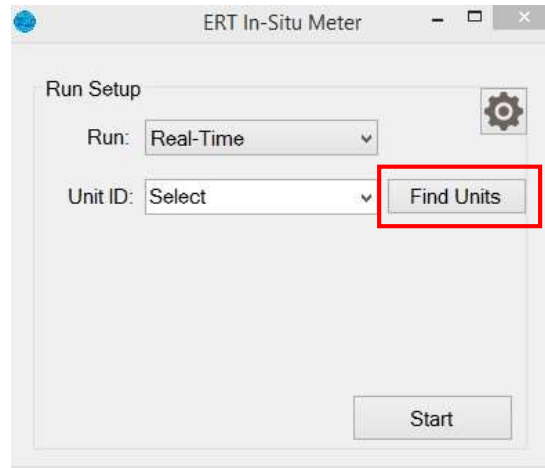 ERT In-Situ Meter
Run Setup
Run: Real-Time
Unit ID: Select Find Units
Start